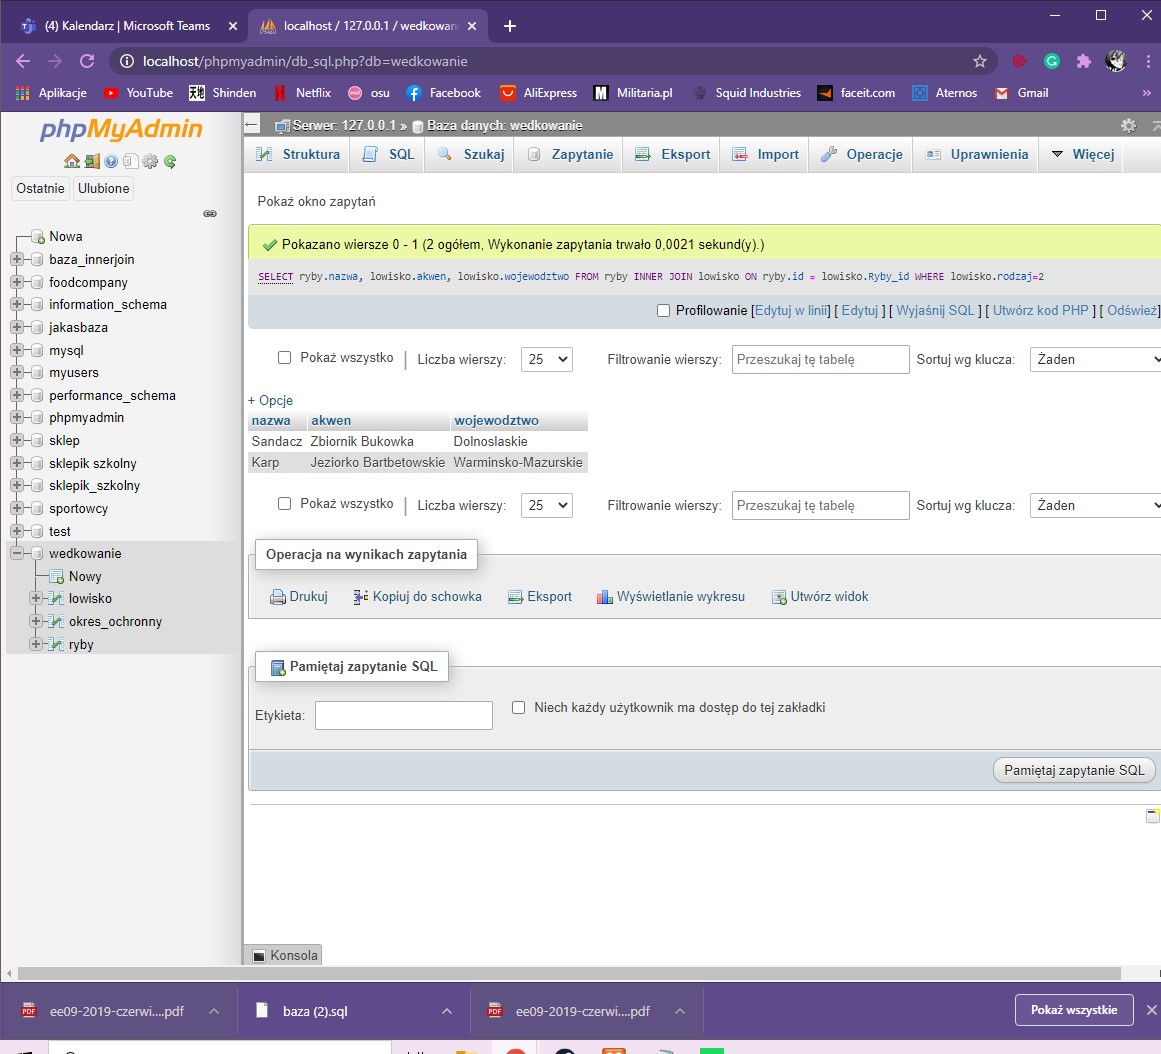 (4) Kalendarz | Microsoft Teams
localhost / 127.0.0.1 / wedkowan
localhost/phpmyadmin/db_sql.php?db=wedkowanie
Aplikacje YouTube Shinden Netflix osu Facebook AliExpress Militaria.pl Squid Industries faceit.com Aternos Gmail »
phpMyAdmin
Ostatnie Ulubione
Nowa
baza_innerjoin
foodcompany
information_schema
jakasbaza
mysql
myusers
performance_schema
phpmyadmin
sklep
sklepik szkolny
sklepik_szkolny
sportowcy
test
wedkowanie
Nowy
lowisko
okres_ochronny
ryby
Serwer: 127.0.0.1 » Baza danych: wedkowanie
Struktura SQL Szukaj Zapytanie Eksport Import Operacje Uprawnienia Więcej
Pokaż okno zapytań
Pokazano wiersze 0 - 1 (2 ogółem, Wykonanie zapytania trwało 0,0021 sekund(y).)
SELECT ryby.nazwa, lowisko.akwen, lowisko.wojewodztwo FROM ryby INNER JOIN lowisko ON ryby.id = lowisko.Ryby_id WHERE lowisko.rodzaj=2
Profilowanie [Edytuj w linii] [ Edytuj ] [ Wyjaśnij SQL ] [ Utwórz kod PHP ] [ Odśwież]
Pokaż wszystko | Liczba wierszy: 25 Filtrowanie wierszy: Przeszukaj tę tabelę Sortuj wg klucza: Żaden
+ Opcje
nazwa akwen wojewodztwo
Sandacz Zbiornik Bukowka Dolnoslaskie
Karp Jeziorko Bartbetowskie Warminsko-Mazurskie
Pokaż wszystko | Liczba wierszy: 25 Filtrowanie wierszy: Przeszukaj tę tabelę Sortuj wg klucza: Żaden
Operacja na wynikach zapytania
Drukuj Kopiuj do schowka Eksport Wyświetlanie wykresu Utwórz widok
Pamiętaj zapytanie SQL
Etykieta: Niech każdy użytkownik ma dostęp do tej zakładki
Pamiętaj zapytanie SQL
Konsola
ee09-2019-czerwi....pdf baza (2).sql ee09-2019-czerwi....pdf Pokaż wszystkie